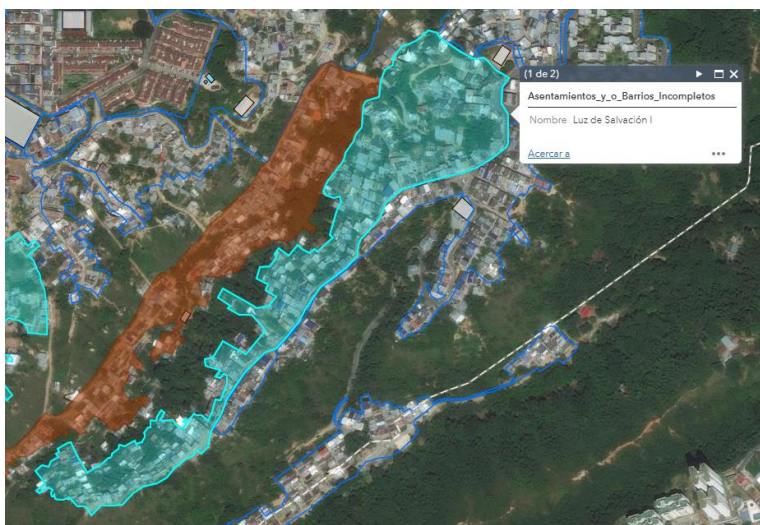 (1 de 2)
Asentamientos_y_o_Barrios_Incompletos
Nombre Luz de Salvación I
Acercar a